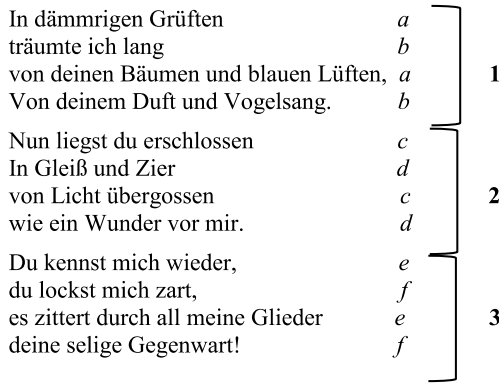 In dämmrigen Grüften a
träumte ich lang b
von deinen Bäumen und blauen Lüften, a
Von deinem Duft und Vogelsang. b
1
Nun liegst du erschlossen c
In Gleiß und Zier d
von Licht übergossen c
wie ein Wunder vor mir. d
2
Du kennst mich wieder, e
du lockst mich zart, f
es zittert durch all meine Glieder e
deine selige Gegenwart! f
3